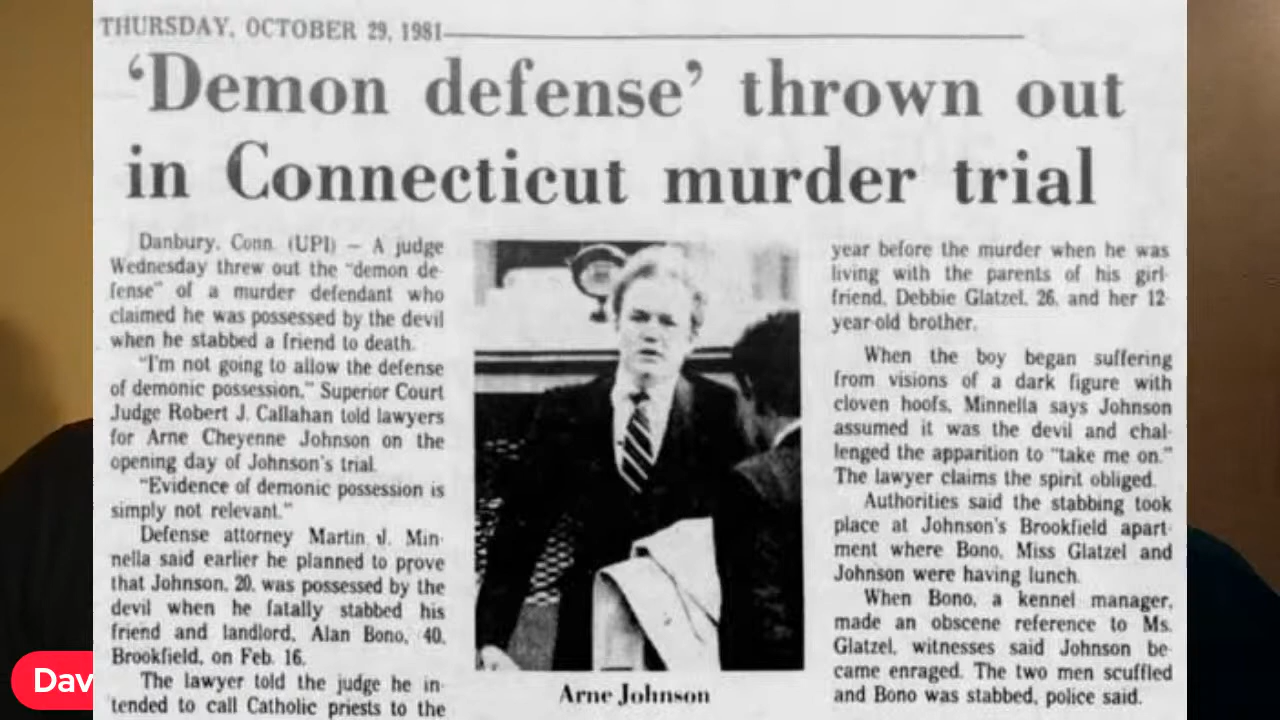 THURSDAY, OCTOBER 29, 1981
'Demon defense' thrown out
in Connecticut murder trial
Danbury, Conn. (UPI) — A judge
Wednesday threw out the "demon de-
fense" of a murder defendant who
claimed he was possessed by the devil
when he stabbed a friend to death.
"I'm not going to allow the defense
of demonic possession," Superior Court
Judge Robert J. Callahan told lawyers
for Arne Cheyenne Johnson on the
opening day of Johnson's trial.
"Evidence of demonic possession is
simply not relevant."
Defense attorney Martin J. Min-
nella said earlier he planned to prove
that Johnson, 20, was possessed by the
devil when he fatally stabbed his
friend and landlord, Alan Bono, 40,
Brookfield, on Feb. 16.
The lawyer told the judge he in-
tended to call Catholic priests to the
Arne Johnson
year before the murder when he was
living with the parents of his girl-
friend, Debbie Glatzel, 26, and her 12-
year-old brother.
When the boy began suffering
from visions of a dark figure with
cloven hoofs, Minnella says Johnson
assumed it was the devil and chal-
lenged the apparition to "take me on."
The lawyer claims the spirit obliged.
Authorities said the stabbing took
place at Johnson's Brookfield apart-
ment where Bono, Miss Glatzel and
Johnson were having lunch.
When Bono, a kennel manager,
made an obscene reference to Ms.
Glatzel, witnesses said Johnson be-
came enraged. The two men scuffled
and Bono was stabbed, police said.
Dav